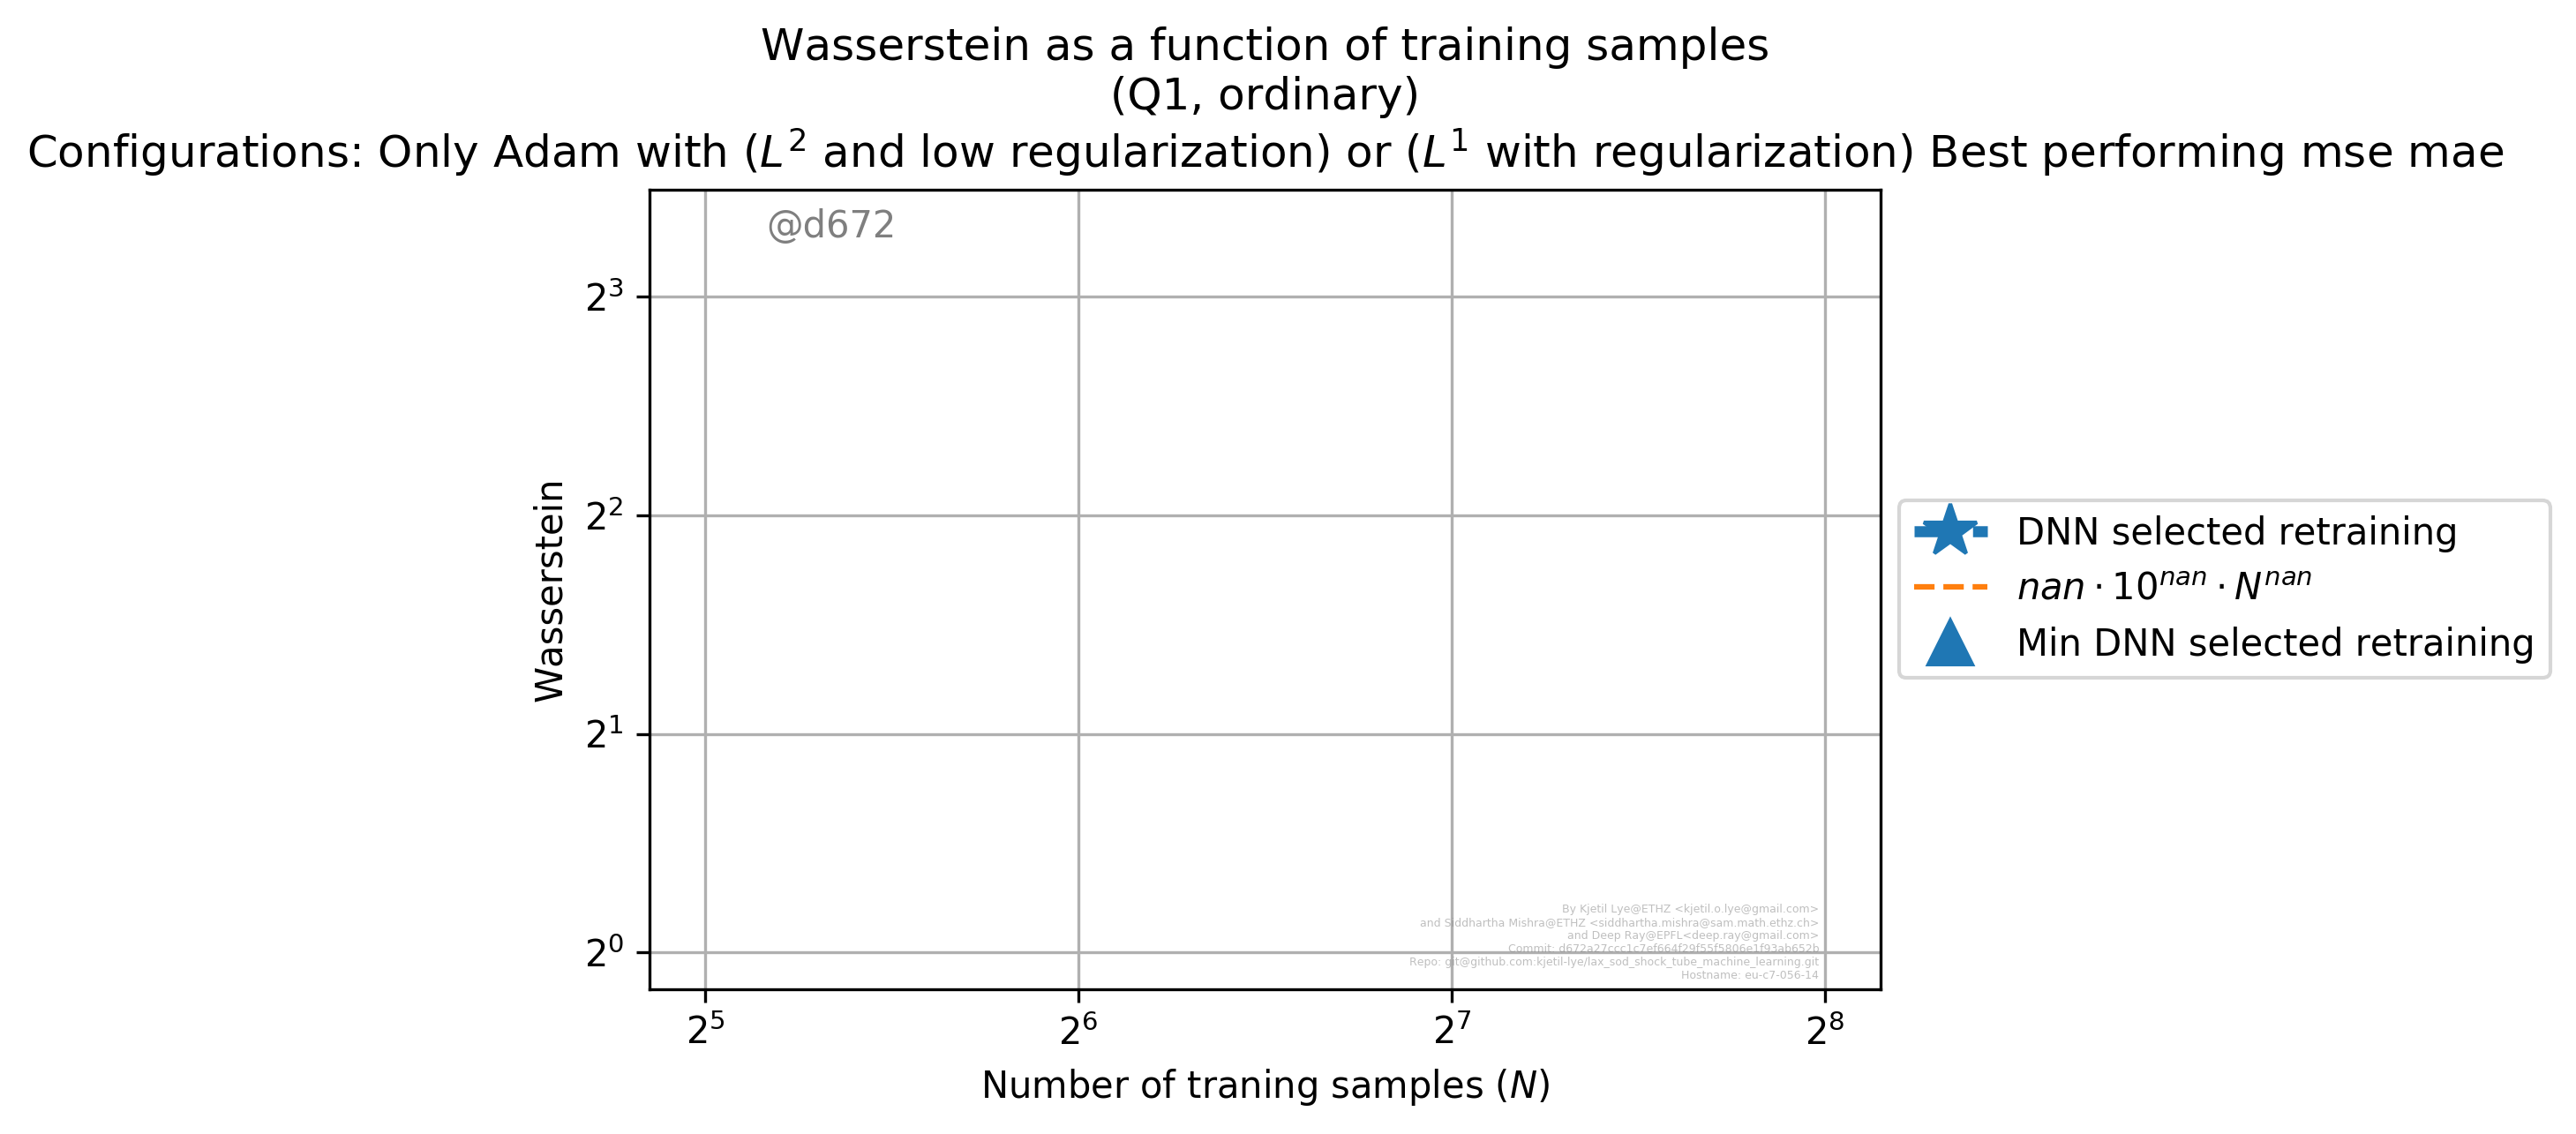 Wasserstein as a function of training samples
(Q1, ordinary)
Configurations: Only Adam with (L² and low regularization) or (L¹ with regularization) Best performing mse mae
@d672
2³
2²
2¹
2⁰
Wasserstein
DNN selected retraining
nan · 10ⁿᵃⁿ · Nⁿᵃⁿ
Min DNN selected retraining
By Kjetil Lye@ETHZ <kjetil.o.lye@gmail.com>
and Siddhartha Mishra@ETHZ <siddhartha.mishra@sam.math.ethz.ch>
and Deep Ray@EPFL<deep.ray@gmail.com>
Commit: d672a27ccc1c7ef664f29f55f5806e1f93ab652b
Repo: git@github.com:kjetil-lye/lax_sod_shock_tube_machine_learning.git
Hostname: eu-c7-056-14
2⁵ 2⁶ 2⁷ 2⁸
Number of traning samples (N)